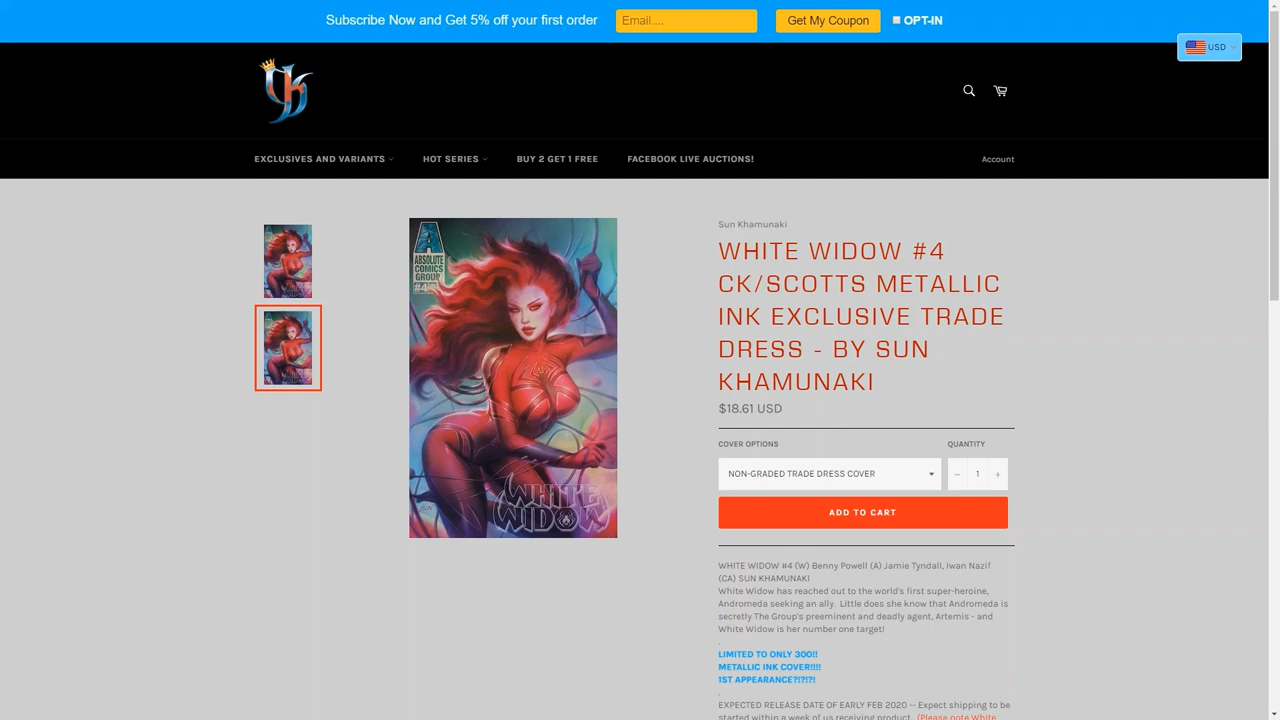 Subscribe Now and Get 5% off your first order
Email....
Get My Coupon
OPT-IN
USD
EXCLUSIVES AND VARIANTS
HOT SERIES
BUY 2 GET 1 FREE
FACEBOOK LIVE AUCTIONS!
Account
A
ABSOLUTE
COMICS
GROUP
#4
SUN
WHITE
WIDOW
Sun Khamunaki
WHITE WIDOW #4
CK/SCOTTS METALLIC
INK EXCLUSIVE TRADE
DRESS - BY SUN
KHAMUNAKI
$18.61 USD
COVER OPTIONS
QUANTITY
NON-GRADED TRADE DRESS COVER
− 1 +
ADD TO CART
WHITE WIDOW #4 (W) Benny Powell (A) Jamie Tyndall, Iwan Nazif
(CA) SUN KHAMUNAKI
White Widow has reached out to the world's first super-heroine,
Andromeda seeking an ally. Little does she know that Andromeda is
secretly The Group's preeminent and deadly agent, Artemis - and
White Widow is her number one target!
.
LIMITED TO ONLY 300!!
METALLIC INK COVER!!!!
1ST APPEARANCE?!?!?!
.
EXPECTED RELEASE DATE OF EARLY FEB 2020 -- Expect shipping to be
started within a week of us receiving product. (Please note White